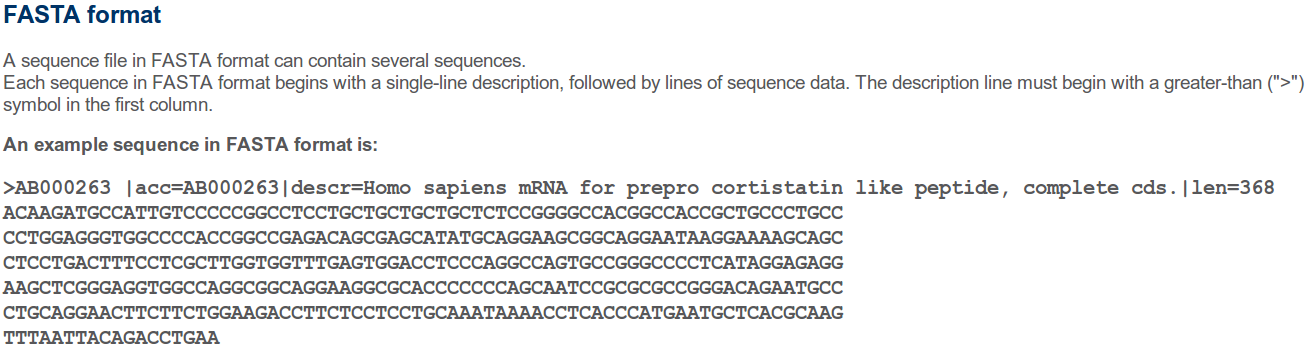 FASTA format
A sequence file in FASTA format can contain several sequences.
Each sequence in FASTA format begins with a single-line description, followed by lines of sequence data. The description line must begin with a greater-than (">")
symbol in the first column.
An example sequence in FASTA format is:
>AB000263 |acc=AB000263|descr=Homo sapiens mRNA for prepro cortistatin like peptide, complete cds.|len=368
ACAAGATGCCATTGTCCCCCGGCCTCCTGCTGCTGCTGCTCTCCGGGGCCACGGCCACCGCTGCCCTGCC
CCTGGAGGGTGGCCCCACCGGCCGAGACAGCGAGCATATGCAGGAAGCGGCAGGAATAAGGAAAAGCAGC
CTCCTGACTTTCCTCGCTTGGTGGTTTGAGTGGACCTCCCAGGCCAGTGCCGGGCCCCTCATAGGAGAGG
AAGCTCGGGAGGTGGCCAGGCGGCAGGAAGGCGCACCCCCCCAGCAATCCGCGCGCCGGGACAGAATGCC
CTGCAGGAACTTCTTCTGGAAGACCTTCTCCTCCTGCAAATAAAACCTCACCCATGAATGCTCACGCAAG
TTTAATTACAGACCTGAA